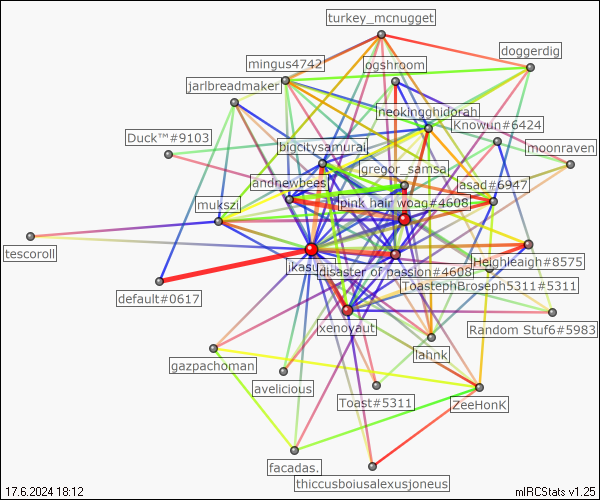 turkey_mcnugget
doggerdig
mingus4742
ogshroom
jarlbreadmaker
neokingghidorah
Knowun#6424
Duck™#9103
bigcitysamurai
moonraven
gregor_samsa
andnewbees
asad#6947
mukszi
pink hair woag#4608
tescoroll
jkasu
disaster of passion#4608
Heighleaigh#8575
ToastephBroseph5311#5311
default#0617
xenoyaut
Random Stuf6#5983
lahnk
gazpachoman
avelicious
Toast#5311
ZeeHonK
facadas.
thiccusboiusalexusjoneus
17.6.2024 18:12
mIRCStats v1.25